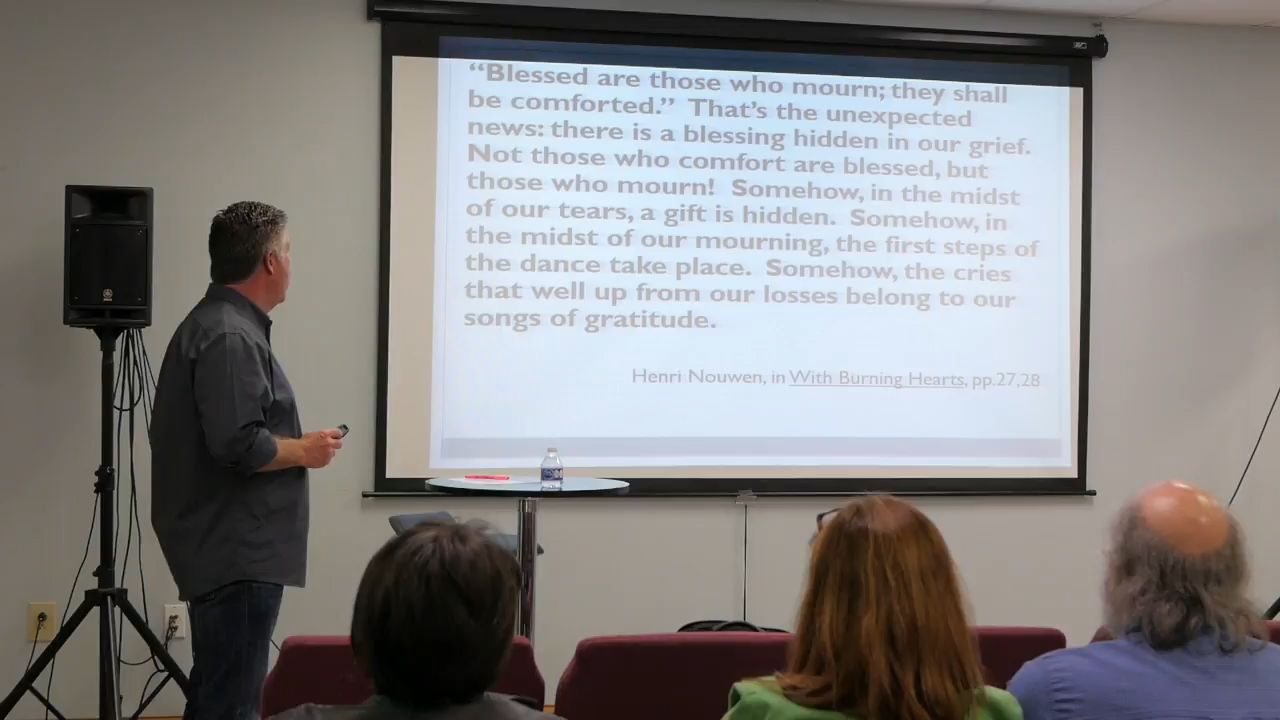 “Blessed are those who mourn; they shall
be comforted.”  That’s the unexpected
news: there is a blessing hidden in our grief.
Not those who comfort are blessed, but
those who mourn!  Somehow, in the midst
of our tears, a gift is hidden.  Somehow, in
the midst of our mourning, the first steps of
the dance take place.  Somehow, the cries
that well up from our losses belong to our
songs of gratitude.
Henri Nouwen, in With Burning Hearts, pp.27,28